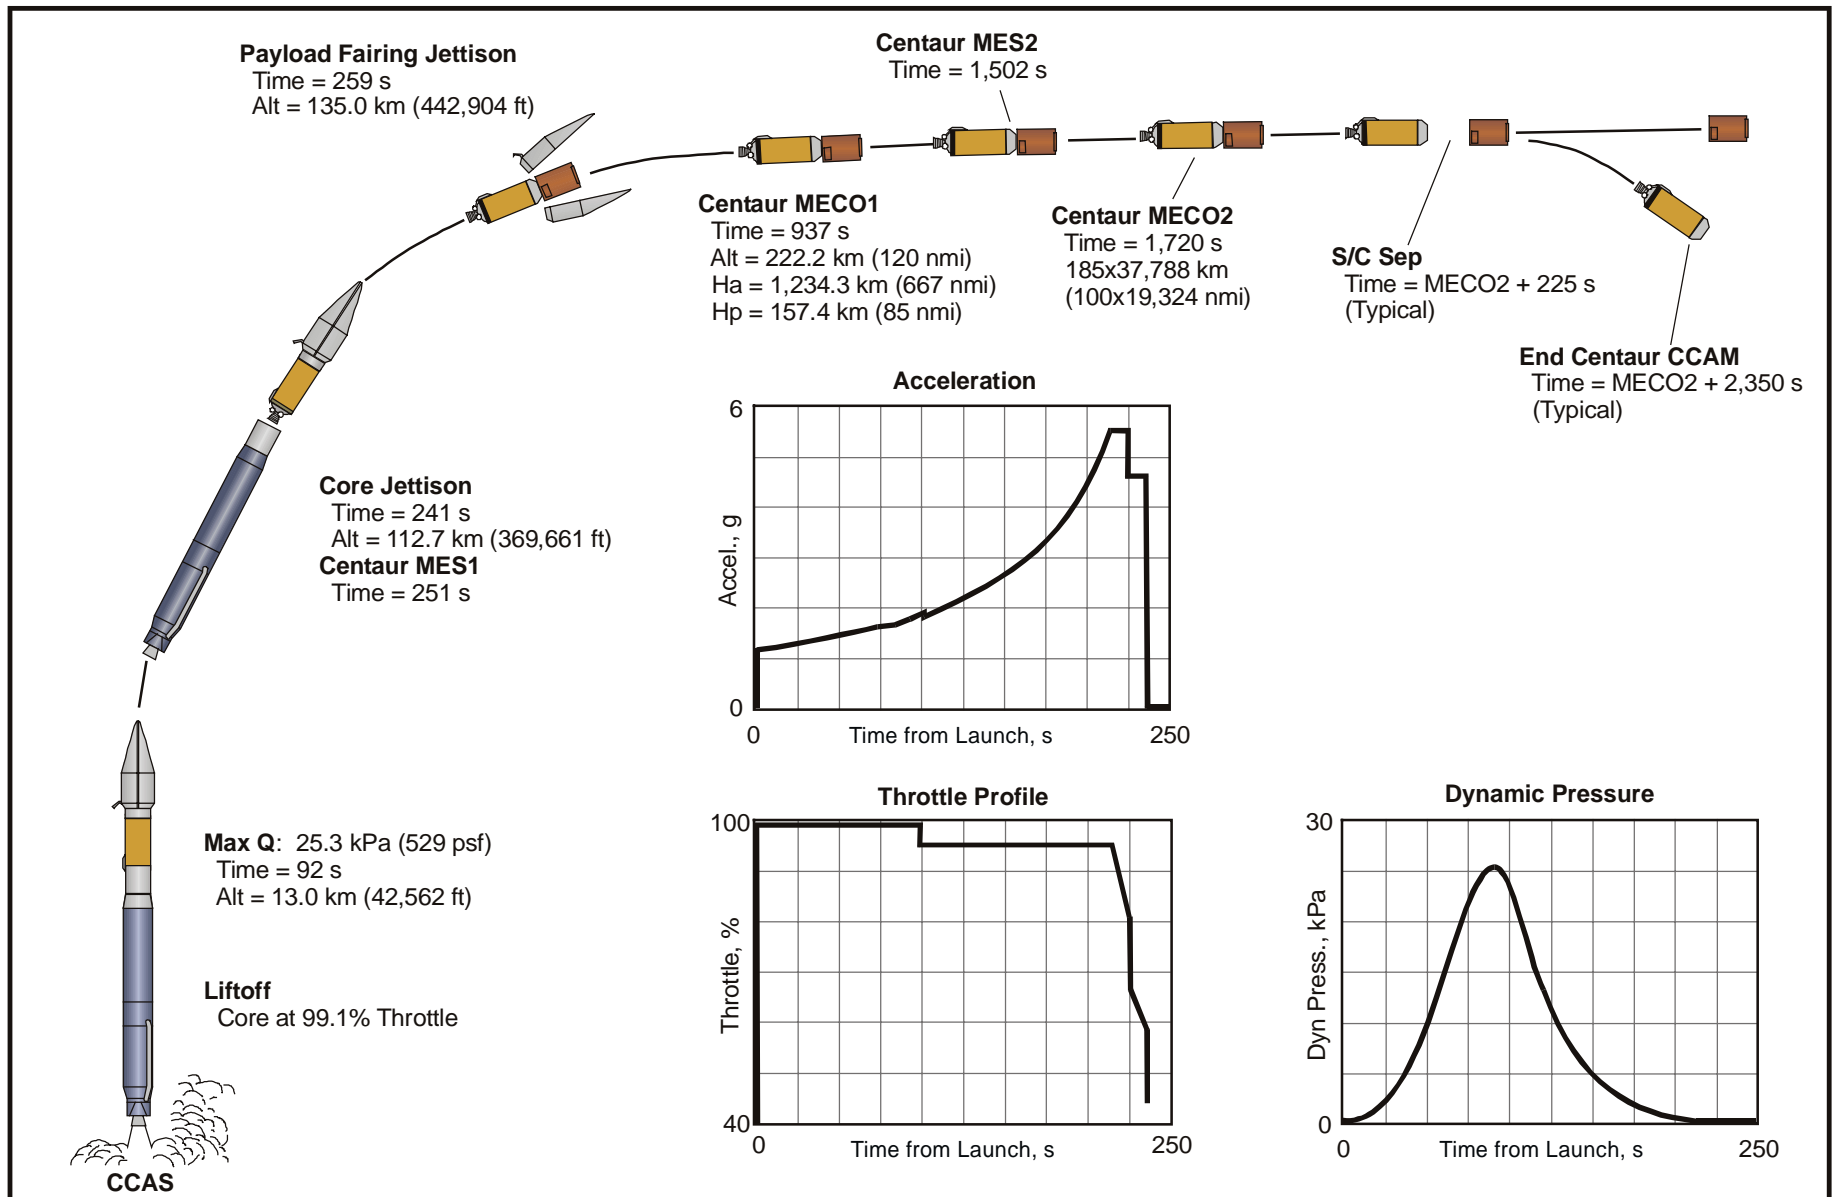 Payload Fairing Jettison
Time = 259 s
Alt = 135.0 km (442,904 ft)
Centaur MES2
Time = 1,502 s
Centaur MECO1
Time = 937 s
Alt = 222.2 km (120 nmi)
Ha = 1,234.3 km (667 nmi)
Hp = 157.4 km (85 nmi)
Centaur MECO2
Time = 1,720 s
185x37,788 km
(100x19,324 nmi)
S/C Sep
Time = MECO2 + 225 s
(Typical)
End Centaur CCAM
Time = MECO2 + 2,350 s
(Typical)
Core Jettison
Time = 241 s
Alt = 112.7 km (369,661 ft)
Centaur MES1
Time = 251 s
Acceleration
6
Accel., g
0
0
Time from Launch, s
250
Max Q: 25.3 kPa (529 psf)
Time = 92 s
Alt = 13.0 km (42,562 ft)
Liftoff
Core at 99.1% Throttle
CCAS
Throttle Profile
100
Throttle, %
40
0
Time from Launch, s
250
Dynamic Pressure
30
Dyn Press., kPa
0
0
Time from Launch, s
250